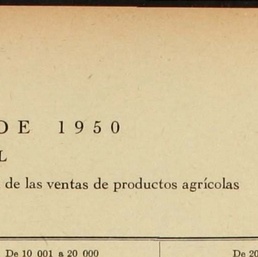 DE 1950
L
de las ventas de productos agrícolas
De 10 001 a 20 000 De 20